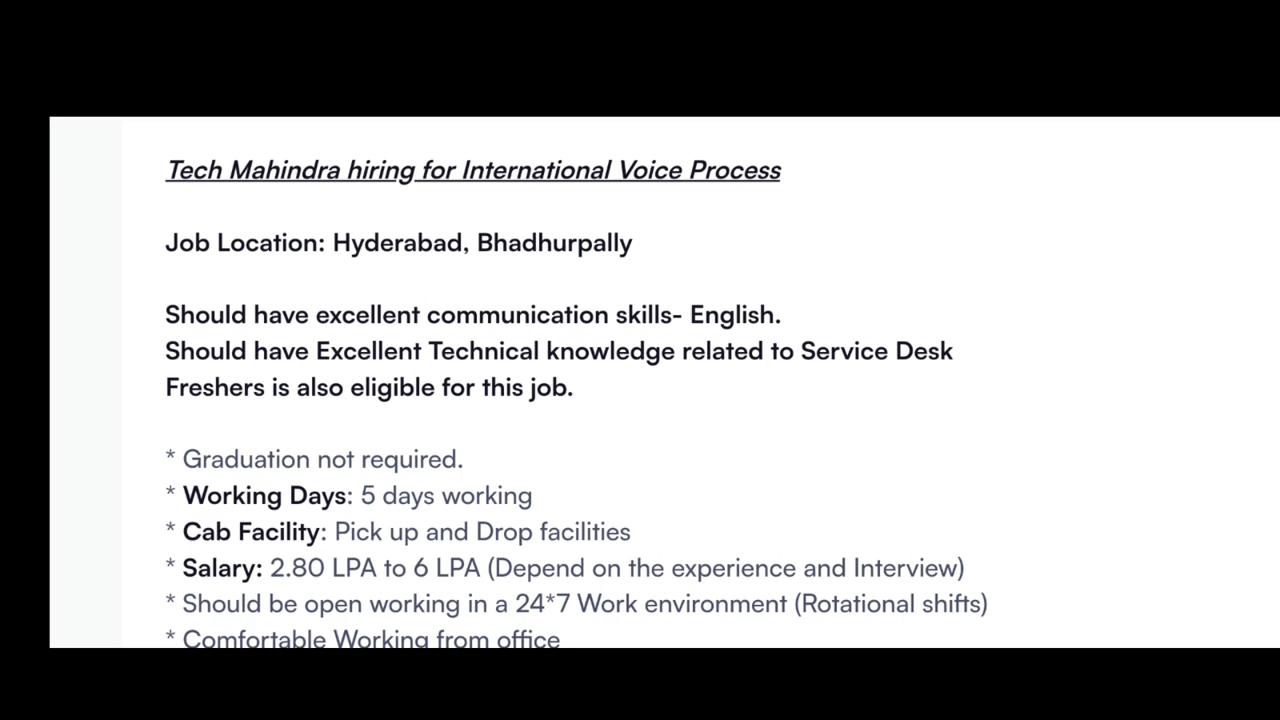 Tech Mahindra hiring for International Voice Process
Job Location: Hyderabad, Bhadhurpally
Should have excellent communication skills- English.
Should have Excellent Technical knowledge related to Service Desk
Freshers is also eligible for this job.
* Graduation not required.
* Working Days: 5 days working
* Cab Facility: Pick up and Drop facilities
* Salary: 2.80 LPA to 6 LPA (Depend on the experience and Interview)
* Should be open working in a 24*7 Work environment (Rotational shifts)
* Comfortable Working from office